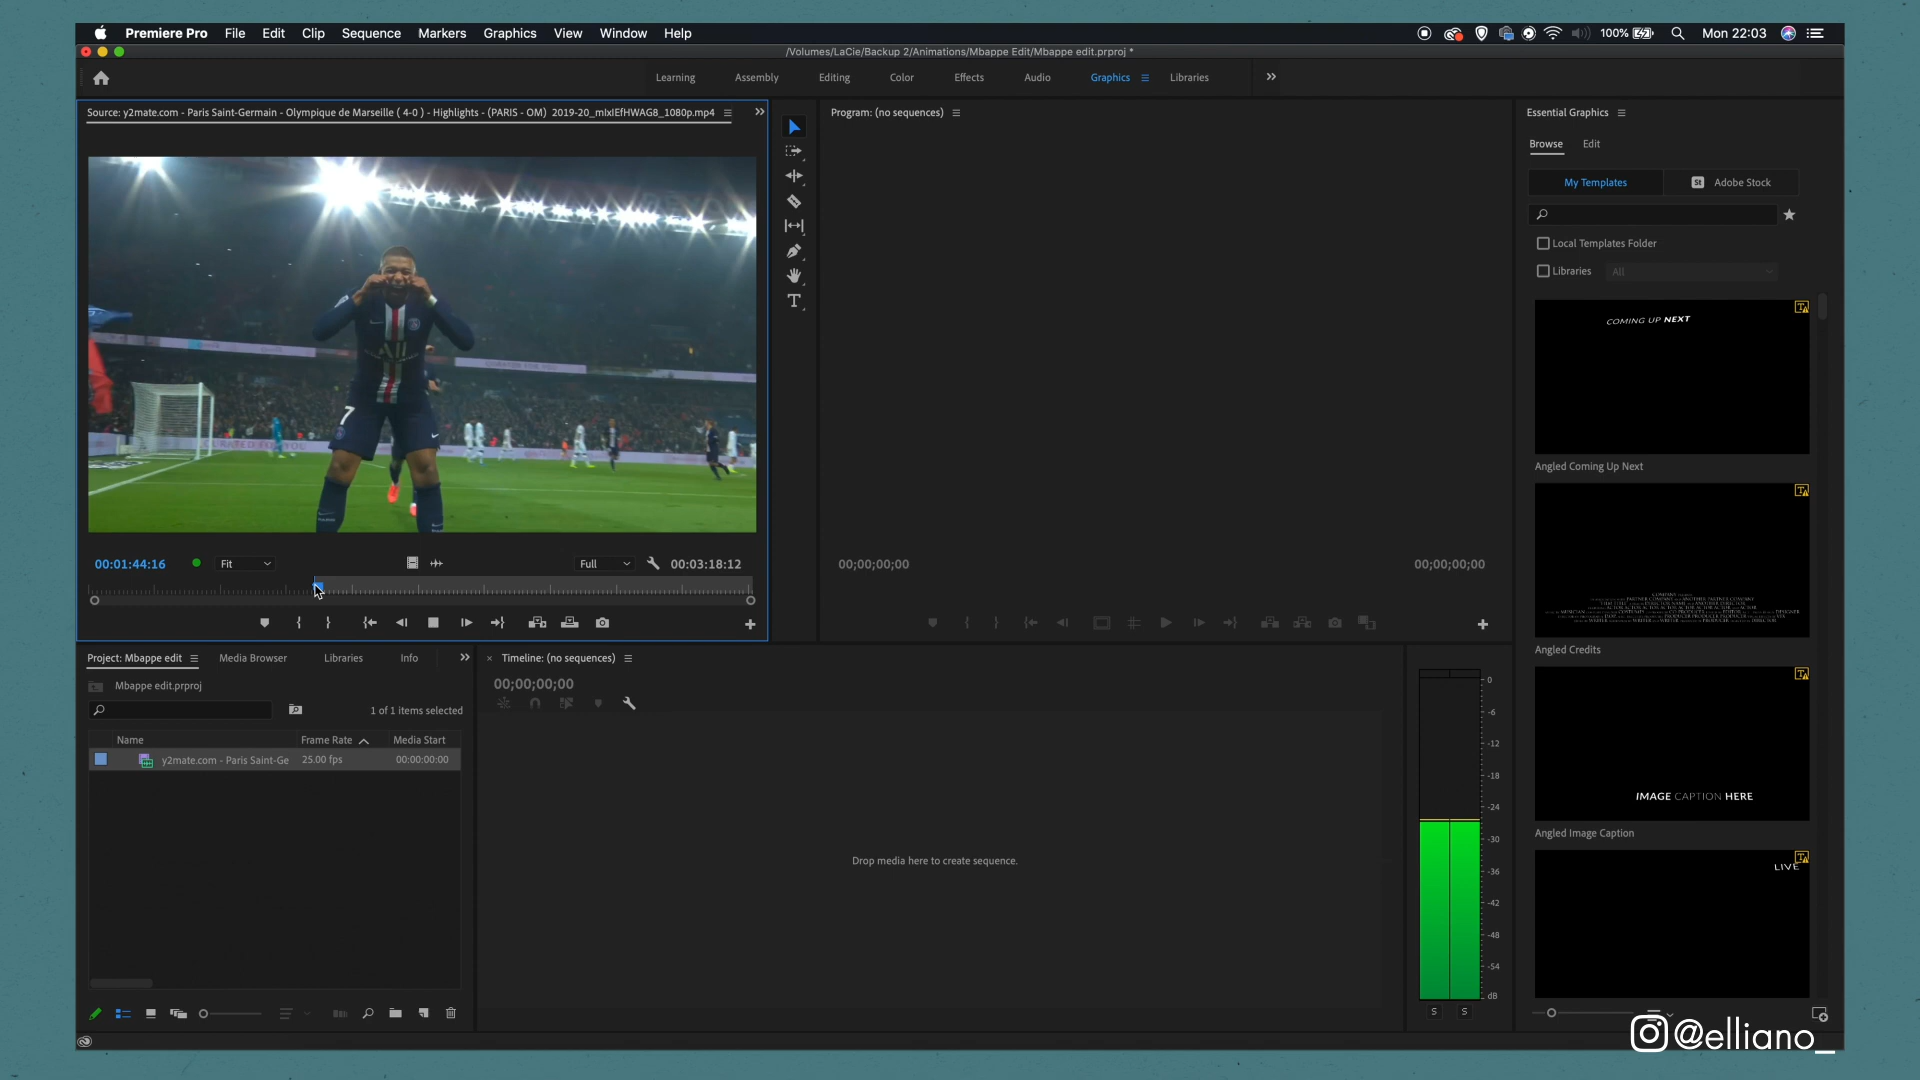 Premiere Pro File Edit Clip Sequence Markers Graphics View Window Help 100% Mon 22:03
/Volumes/LaCie/Backup 2/Animations/Mbappe Edit/Mbappe edit.prproj *
Learning Assembly Editing Color Effects Audio Graphics Libraries
Source: y2mate.com - Paris Saint-Germain - Olympique de Marseille ( 4-0 ) - Highlights - (PARIS - OM) 2019-20_mIxIEfHWAG8_1080p.mp4
Program: (no sequences)
Essential Graphics
Browse Edit
My Templates
St Adobe Stock
Local Templates Folder
Libraries All
COMING UP NEXT
Angled Coming Up Next
Angled Credits
IMAGE CAPTION HERE
Angled Image Caption
LIVE
7
00:01:44:16 Fit Full 00:03:18:12
00;00;00;00 00;00;00;00
Project: Mbappe edit Media Browser Libraries Info
Mbappe edit.prproj
1 of 1 items selected
Name Frame Rate Media Start
y2mate.com - Paris Saint-Ge 25.00 fps 00:00:00:00
Timeline: (no sequences)
00;00;00;00
Drop media here to create sequence.
0
-6
-12
-18
-24
-30
-36
-42
-48
-54
dB
S S
@elliano_